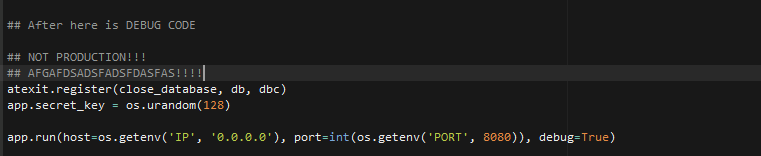 ## After here is DEBUG CODE
## NOT PRODUCTION!!!
## AFGAFDSADSFADSFDASFAS!!!!
atexit.register(close_database, db, dbc)
app.secret_key = os.urandom(128)
app.run(host=os.getenv('IP', '0.0.0.0'), port=int(os.getenv('PORT', 8080)), debug=True)